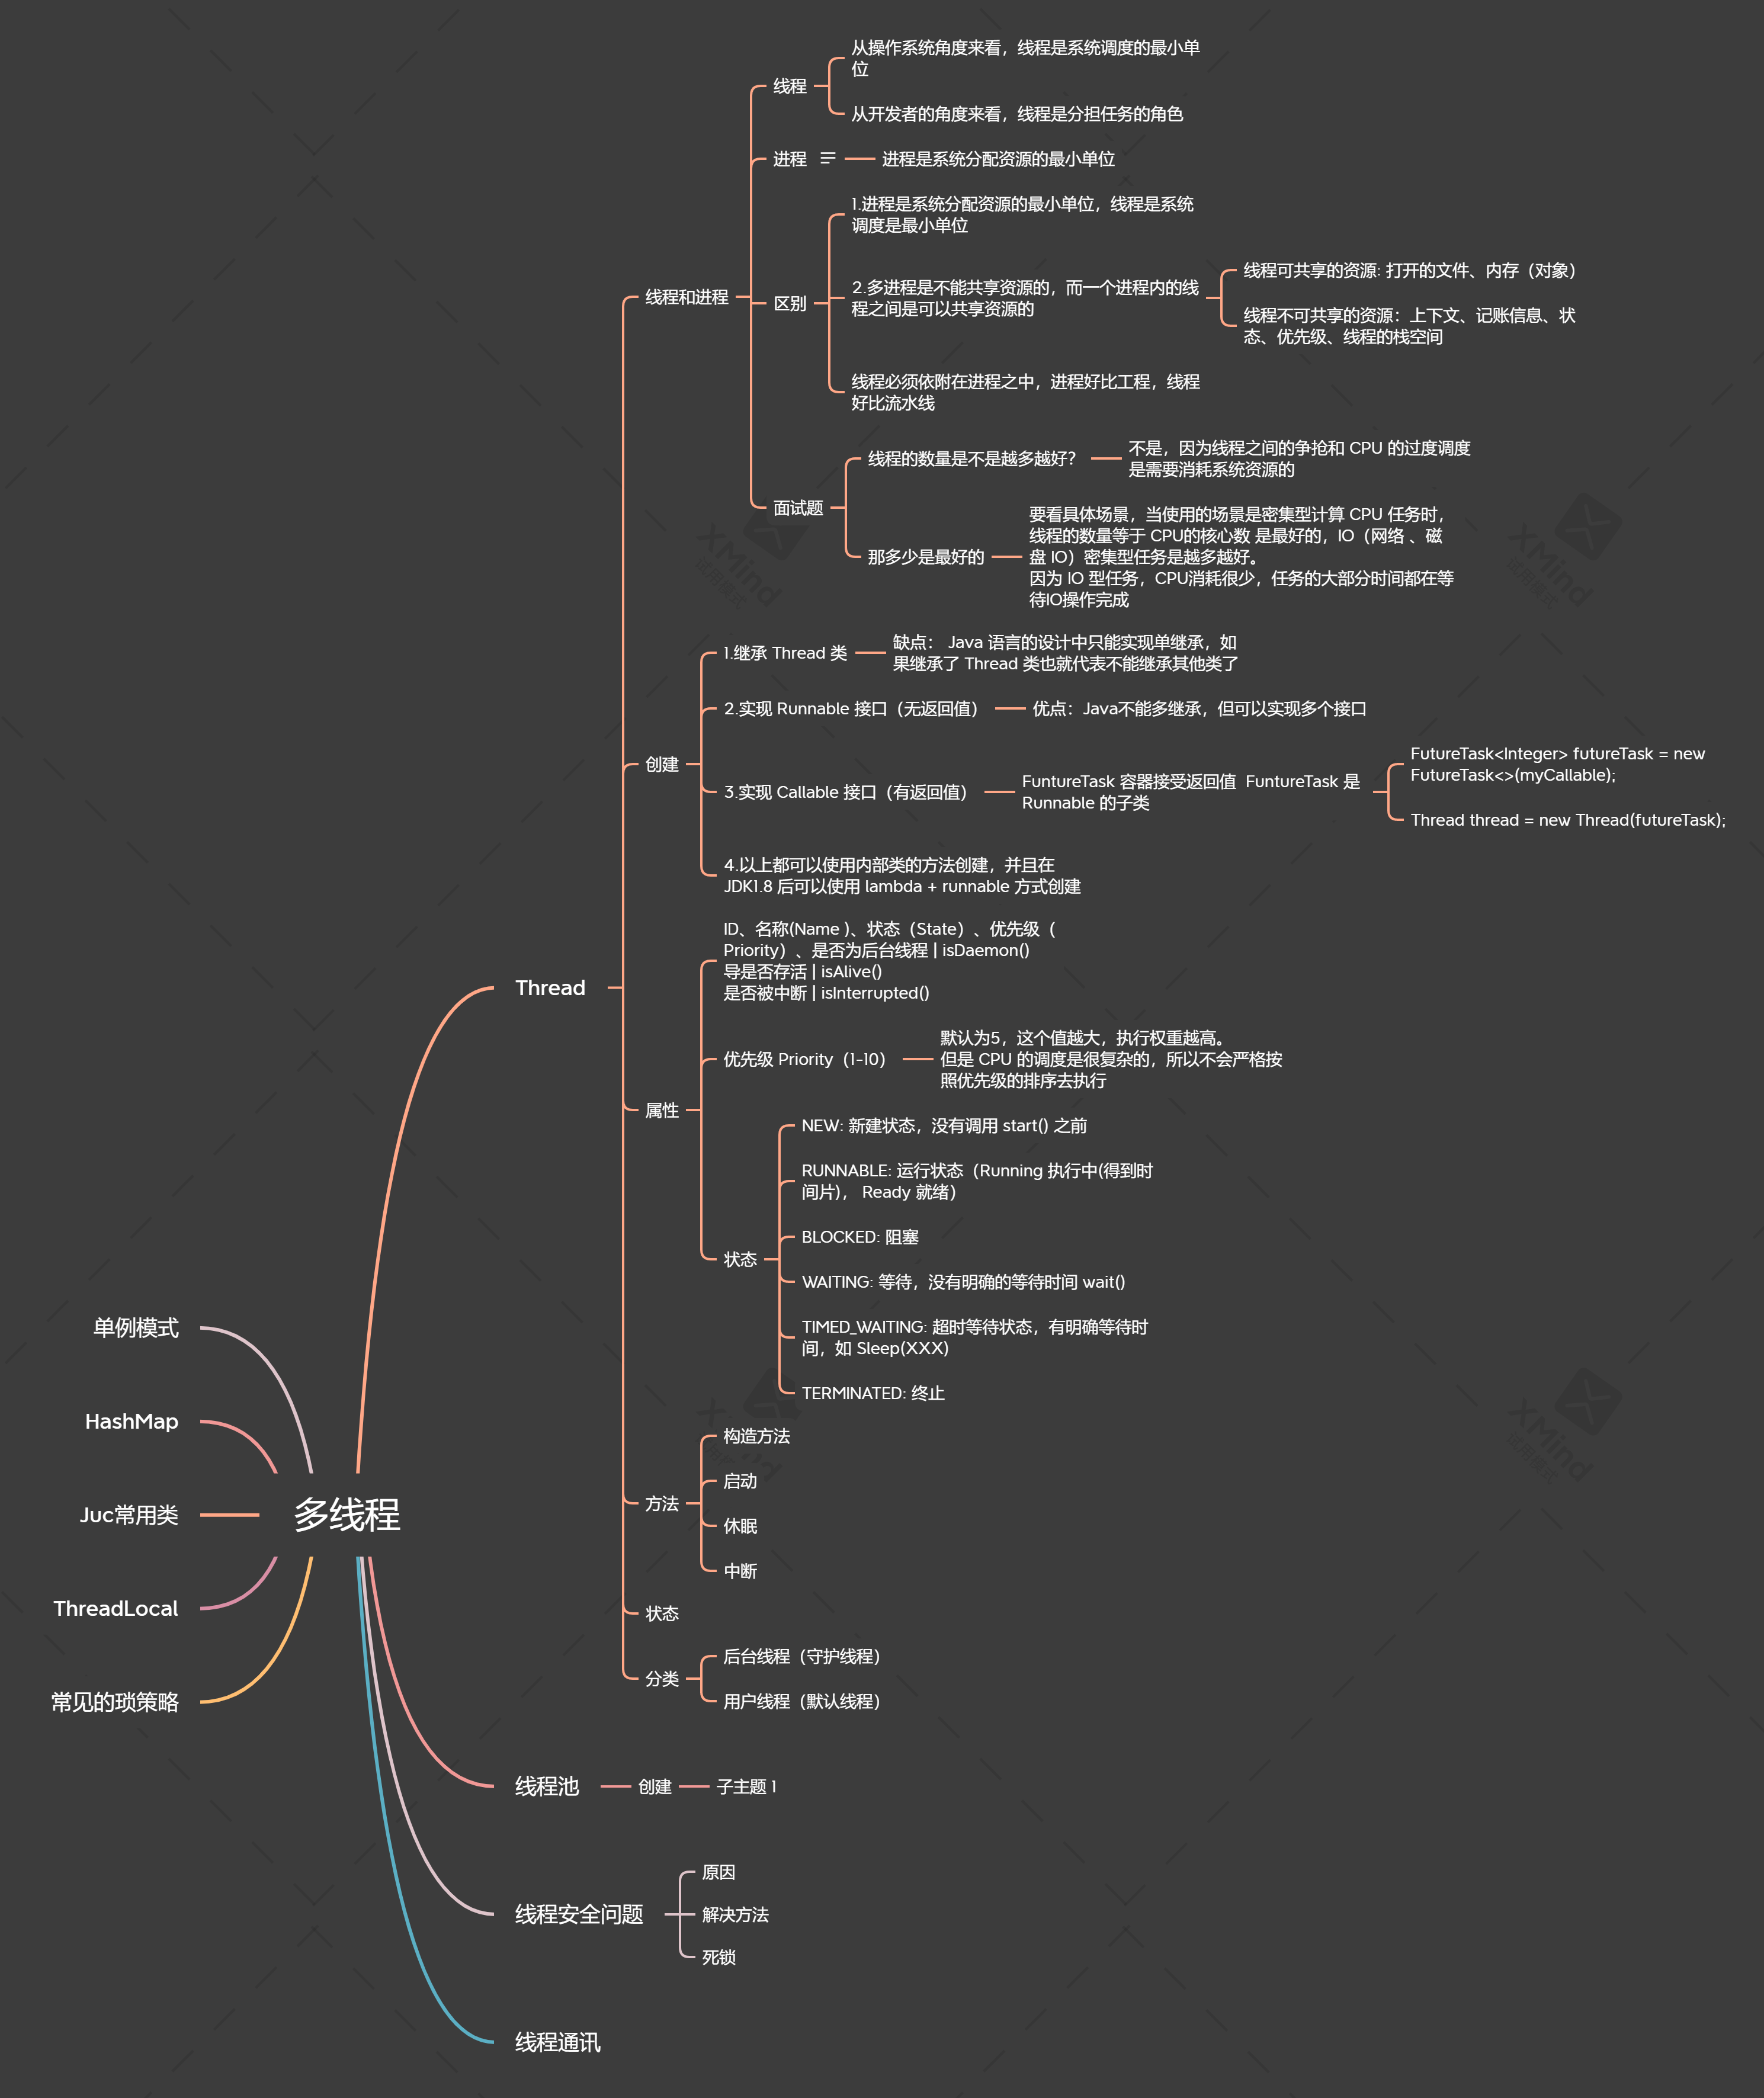 多线程
Thread
线程和进程
线程
从操作系统角度来看，线程是系统调度的最小单
位
从开发者的角度来看，线程是分担任务的角色
进程
进程是系统分配资源的最小单位
区别
1.进程是系统分配资源的最小单位，线程是系统
调度是最小单位
2.多进程是不能共享资源的，而一个进程内的线
程之间是可以共享资源的
线程可共享的资源: 打开的文件、内存（对象）
线程不可共享的资源：上下文、记账信息、状
态、优先级、线程的栈空间
线程必须依附在进程之中，进程好比工程，线程
好比流水线
面试题
线程的数量是不是越多越好？
不是，因为线程之间的争抢和 CPU 的过度调度
是需要消耗系统资源的
那多少是最好的
要看具体场景，当使用的场景是密集型计算 CPU 任务时，
线程的数量等于 CPU的核心数 是最好的，IO（网络 、磁
盘 IO）密集型任务是越多越好。
因为 IO 型任务，CPU消耗很少，任务的大部分时间都在等
待IO操作完成
创建
1.继承 Thread 类
缺点： Java 语言的设计中只能实现单继承，如
果继承了 Thread 类也就代表不能继承其他类了
2.实现 Runnable 接口（无返回值）
优点：Java不能多继承，但可以实现多个接口
3.实现 Callable 接口（有返回值）
FuntureTask 容器接受返回值 FuntureTask 是
Runnable 的子类
FutureTask<Integer> futureTask = new
FutureTask<>(myCallable);
Thread thread = new Thread(futureTask);
4.以上都可以使用内部类的方法创建，并且在
JDK1.8 后可以使用 lambda + runnable 方式创建
属性
ID、名称(Name )、状态（State）、优先级（
Priority）、是否为后台线程 | isDaemon()
导是否存活 | isAlive()
是否被中断 | isInterrupted()
优先级 Priority（1-10）
默认为5，这个值越大，执行权重越高。
但是 CPU 的调度是很复杂的，所以不会严格按
照优先级的排序去执行
状态
NEW: 新建状态，没有调用 start() 之前
RUNNABLE: 运行状态（Running 执行中(得到时
间片)， Ready 就绪）
BLOCKED: 阻塞
WAITING: 等待，没有明确的等待时间 wait()
TIMED_WAITING: 超时等待状态，有明确等待时
间，如 Sleep(XXX)
TERMINATED: 终止
方法
构造方法
启动
休眠
中断
状态
分类
后台线程（守护线程）
用户线程（默认线程）
线程池
创建
子主题 1
线程安全问题
原因
解决方法
死锁
线程通讯
单例模式
HashMap
Juc常用类
ThreadLocal
常见的琐策略
XMind
试用模式
XMind
试用模式
XMind
试用模式